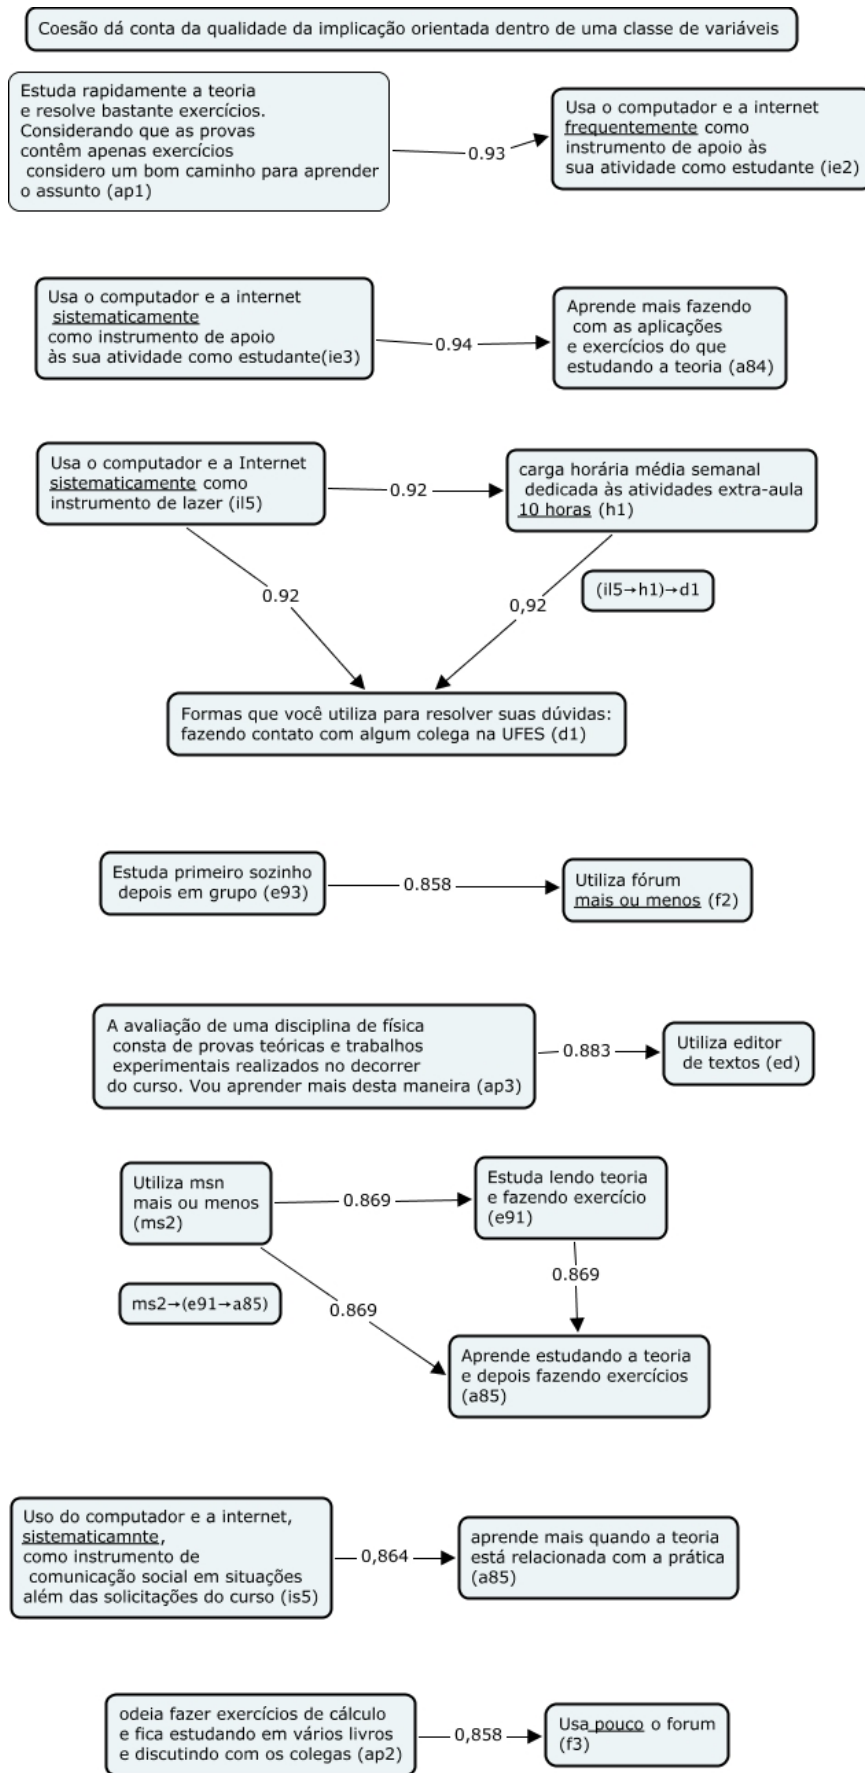 Coesão dá conta da qualidade da implicação orientada dentro de uma classe de variáveis
Estuda rapidamente a teoria
e resolve bastante exercícios.
Considerando que as provas
contêm apenas exercícios
considero um bom caminho para aprender
o assunto (ap1)
0.93
Usa o computador e a internet
frequentemente como
instrumento de apoio às
sua atividade como estudante (ie2)
Usa o computador e a internet
sistematicamente
como instrumento de apoio
às sua atividade como estudante(ie3)
0.94
Aprende mais fazendo
com as aplicações
e exercícios do que
estudando a teoria (a84)
Usa o computador e a Internet
sistematicamente como
instrumento de lazer (il5)
0.92
carga horária média semanal
dedicada às atividades extra-aula
10 horas (h1)
0.92
0,92
(il5→h1)→d1
Formas que você utiliza para resolver suas dúvidas:
fazendo contato com algum colega na UFES (d1)
Estuda primeiro sozinho
depois em grupo (e93)
0.858
Utiliza fórum
mais ou menos (f2)
A avaliação de uma disciplina de física
consta de provas teóricas e trabalhos
experimentais realizados no decorrer
do curso. Vou aprender mais desta maneira (ap3)
0.883
Utiliza editor
de textos (ed)
Utiliza msn
mais ou menos
(ms2)
0.869
Estuda lendo teoria
e fazendo exercício
(e91)
0.869
ms2→(e91→a85)
0.869
Aprende estudando a teoria
e depois fazendo exercícios
(a85)
Uso do computador e a internet,
sistematicamnte,
como instrumento de
comunicação social em situações
além das solicitações do curso (is5)
0,864
aprende mais quando a teoria
está relacionada com a prática
(a85)
odeia fazer exercícios de cálculo
e fica estudando em vários livros
e discutindo com os colegas (ap2)
0,858
Usa pouco o forum
(f3)